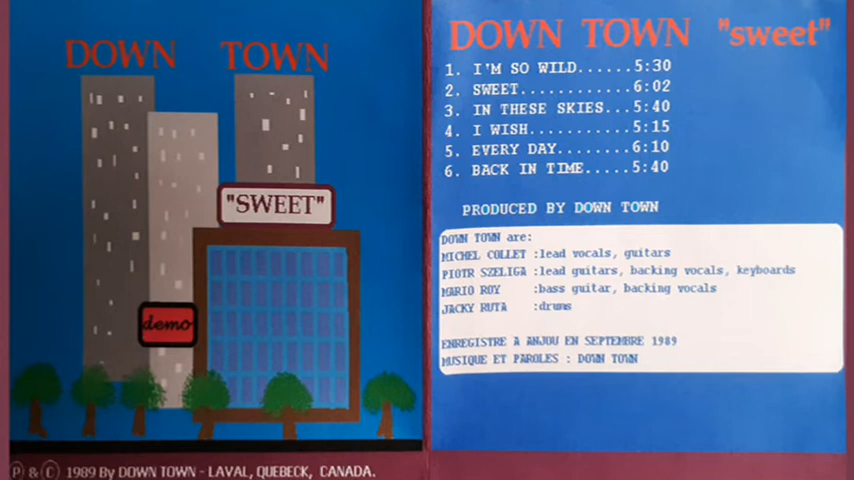 DOWN TOWN
"SWEET"
demo
Ⓟ & Ⓒ 1989 By DOWN TOWN - LAVAL, QUEBECK, CANADA.
DOWN TOWN "sweet"
1. I'M SO WILD......5:30
2. SWEET............6:02
3. IN THESE SKIES...5:40
4. I WISH...........5:15
5. EVERY DAY........6:10
6. BACK IN TIME.....5:40
PRODUCED BY DOWN TOWN
DOWN TOWN are:
MICHEL COLLET :lead vocals, guitars
PIOTR SZELIGA :lead guitars, backing vocals, keyboards
MARIO ROY :bass guitar, backing vocals
JACKY RUTA :drums
ENREGISTRE A ANJOU EN SEPTEMBRE 1989
MUSIQUE ET PAROLES : DOWN TOWN